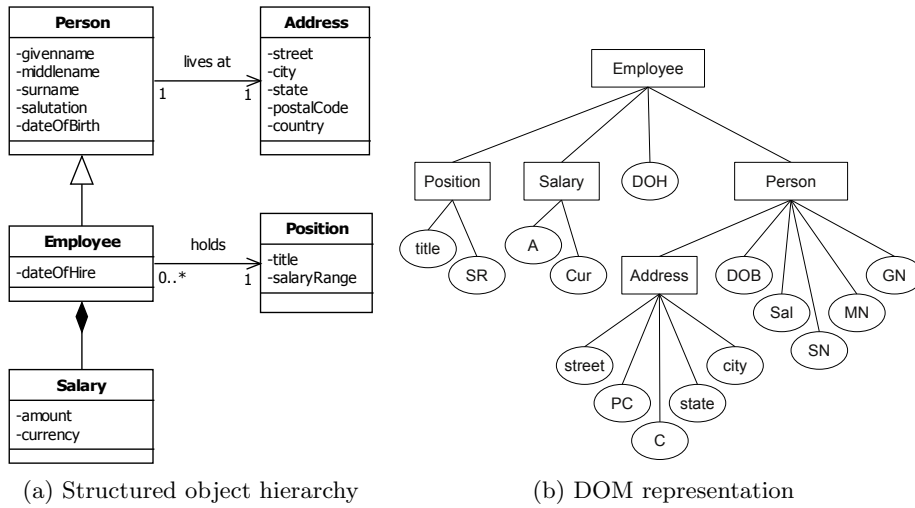 Person
-givenname
-middlename
-surname
-salutation
-dateOfBirth
lives at
1
1
Address
-street
-city
-state
-postalCode
-country
Employee
-dateOfHire
holds
0..*
1
Position
-title
-salaryRange
Salary
-amount
-currency
(a) Structured object hierarchy
Employee
Position
Salary
DOH
Person
title
SR
A
Cur
Address
DOB
Sal
SN
MN
GN
street
PC
C
state
city
(b) DOM representation